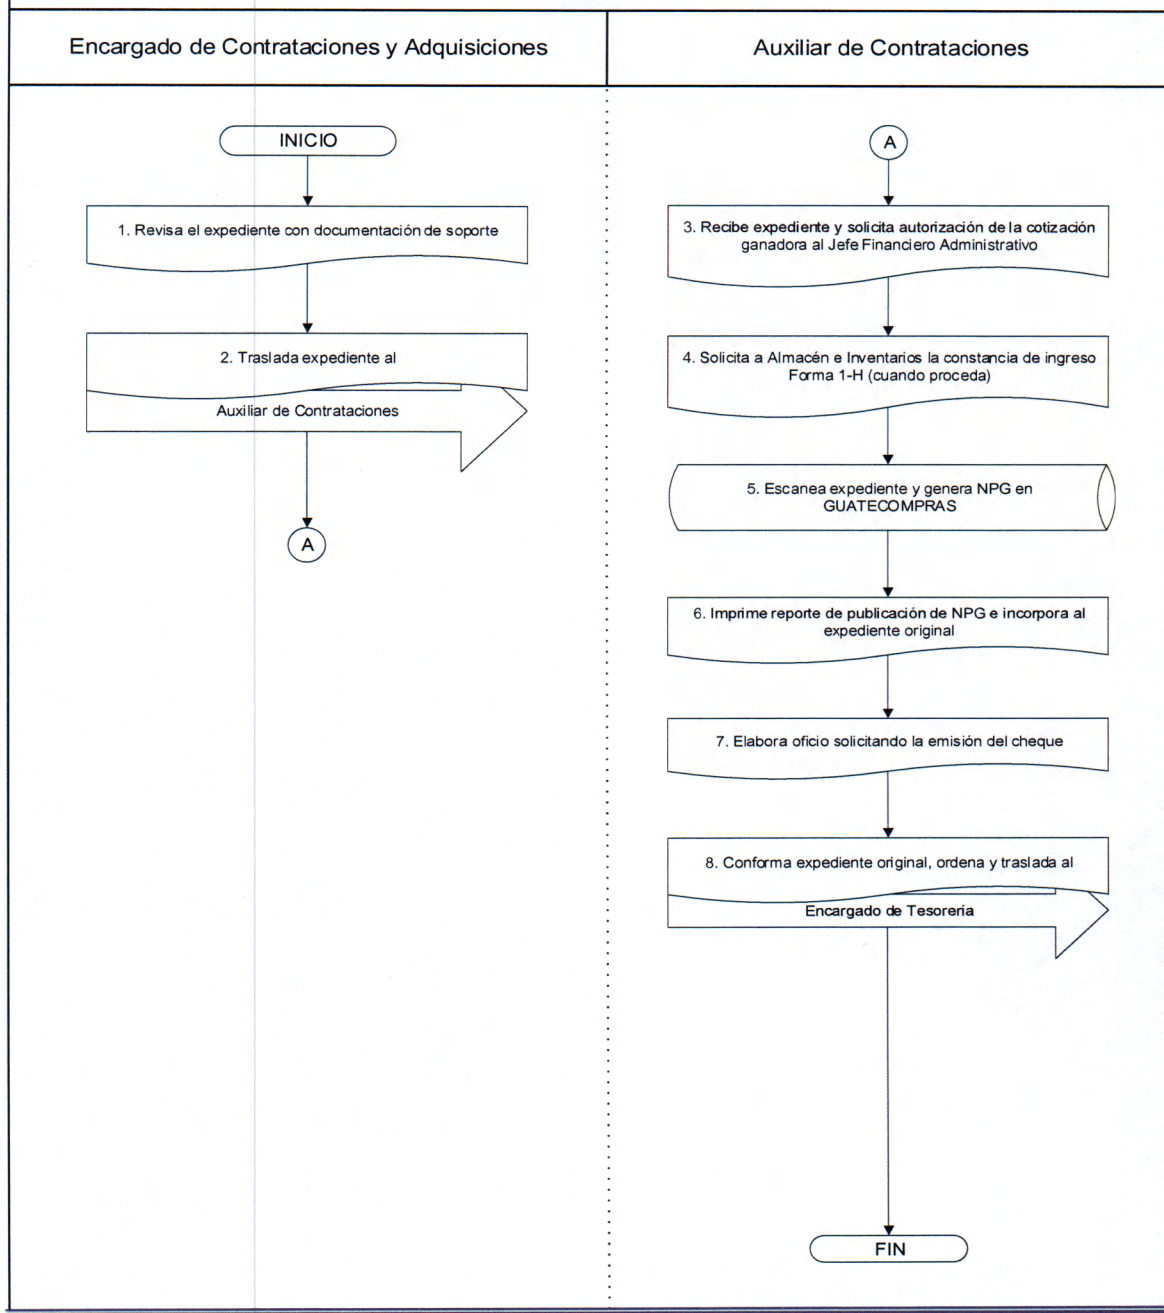 Encargado de Contrataciones y Adquisiciones
INICIO
1. Revisa el expediente con documentación de soporte
2. Traslada expediente al
Auxiliar de Contrataciones
A
Auxiliar de Contrataciones
A
3. Recibe expediente y solicita autorización de la cotización
ganadora al Jefe Financiero Administrativo
4. Solicita a Almacén e Inventarios la constancia de ingreso
Forma 1-H (cuando proceda)
5. Escanea expediente y genera NPG en
GUATECOMPRAS
6. Imprime reporte de publicación de NPG e incorpora al
expediente original
7. Elabora oficio solicitando la emisión del cheque
8. Conforma expediente original, ordena y traslada al
Encargado de Tesorería
FIN